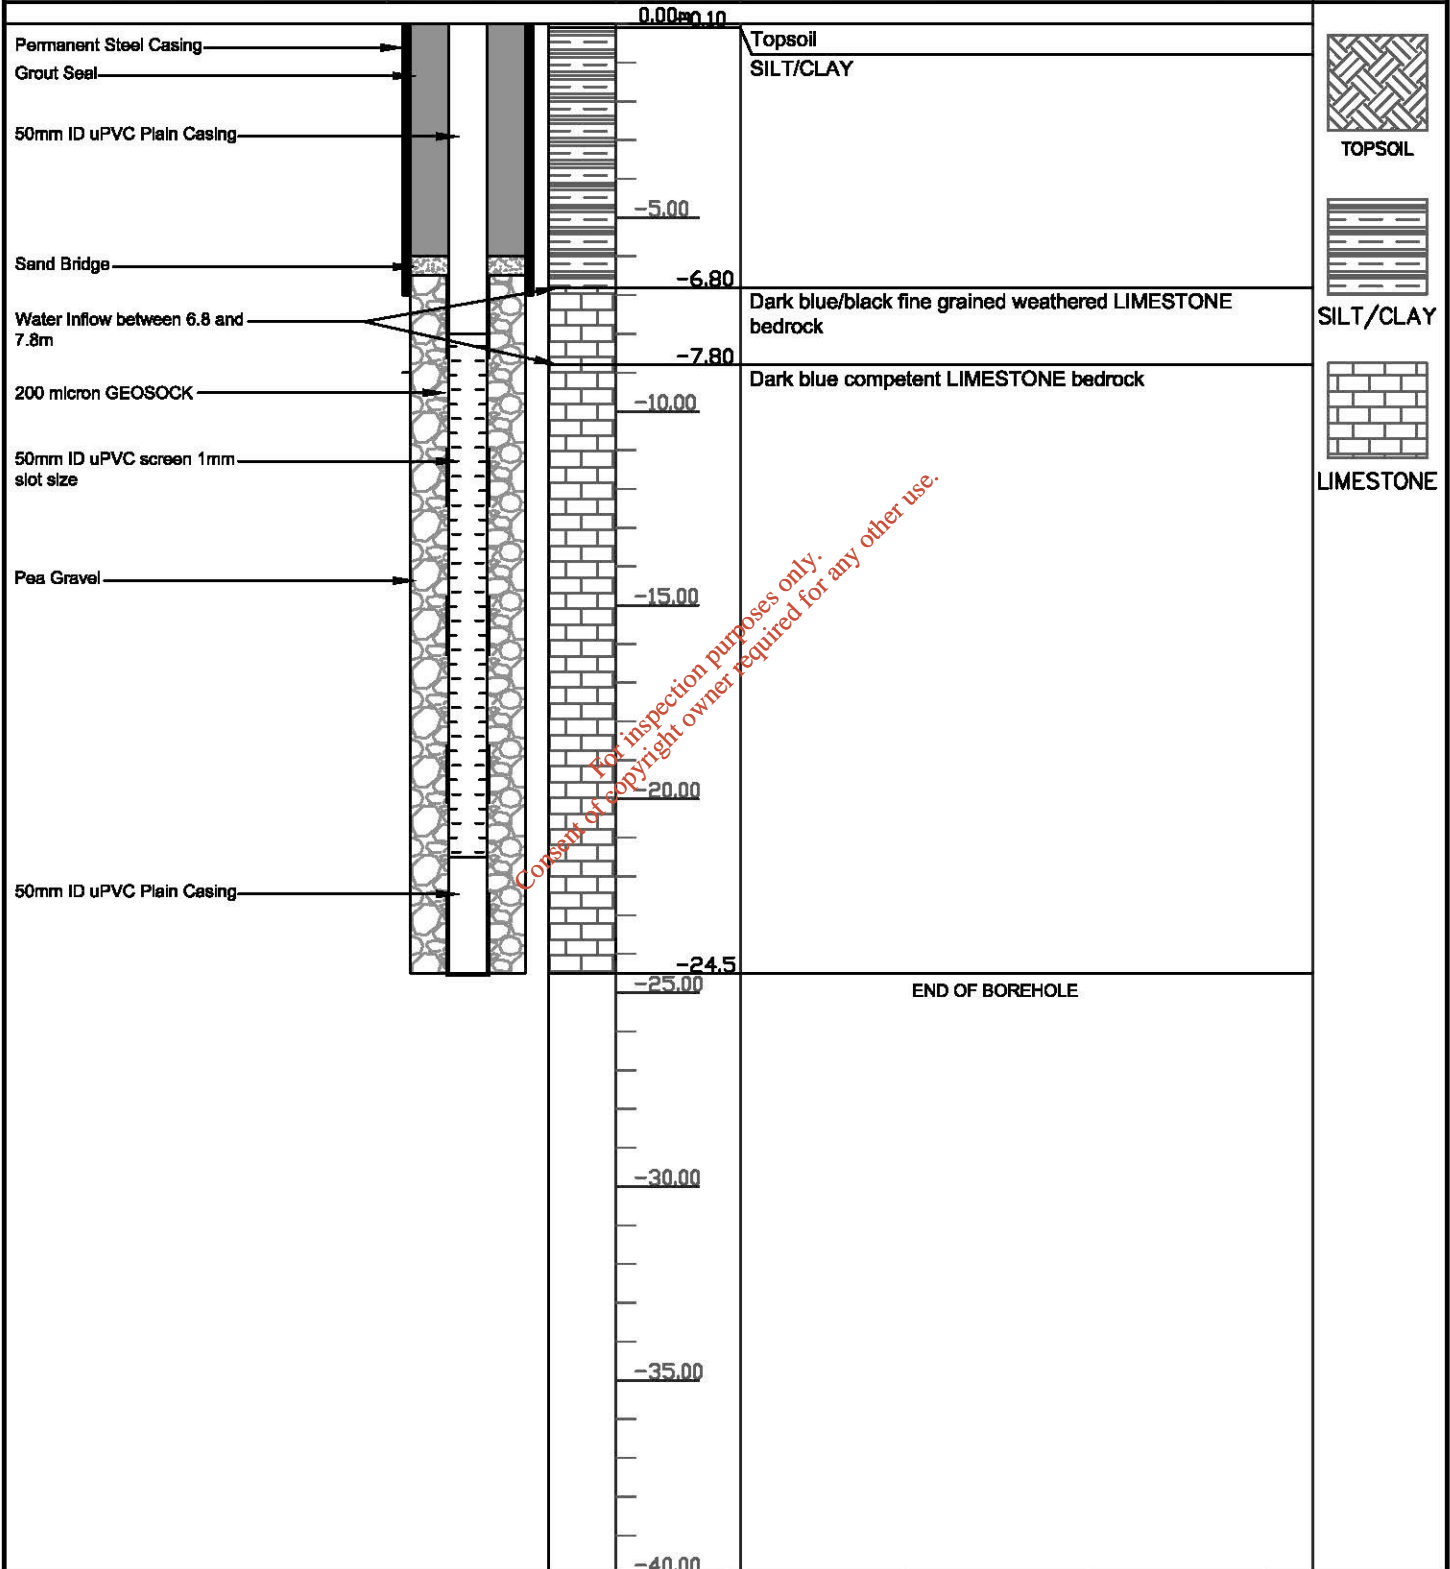 0.00m
-0.10
Permanent Steel Casing
Grout Seal
50mm ID uPVC Plain Casing
Sand Bridge
Water Inflow between 6.8 and
7.8m
200 micron GEOSOCK
50mm ID uPVC screen 1mm
slot size
Pea Gravel
50mm ID uPVC Plain Casing
-5.00
-6.80
-7.80
-10.00
-15.00
-20.00
-24.5
-25.00
-30.00
-35.00
-40.00
Topsoil
SILT/CLAY
Dark blue/black fine grained weathered LIMESTONE
bedrock
Dark blue competent LIMESTONE bedrock
END OF BOREHOLE
For inspection purposes only.
Consent of copyright owner required for any other use.
TOPSOIL
SILT/CLAY
LIMESTONE